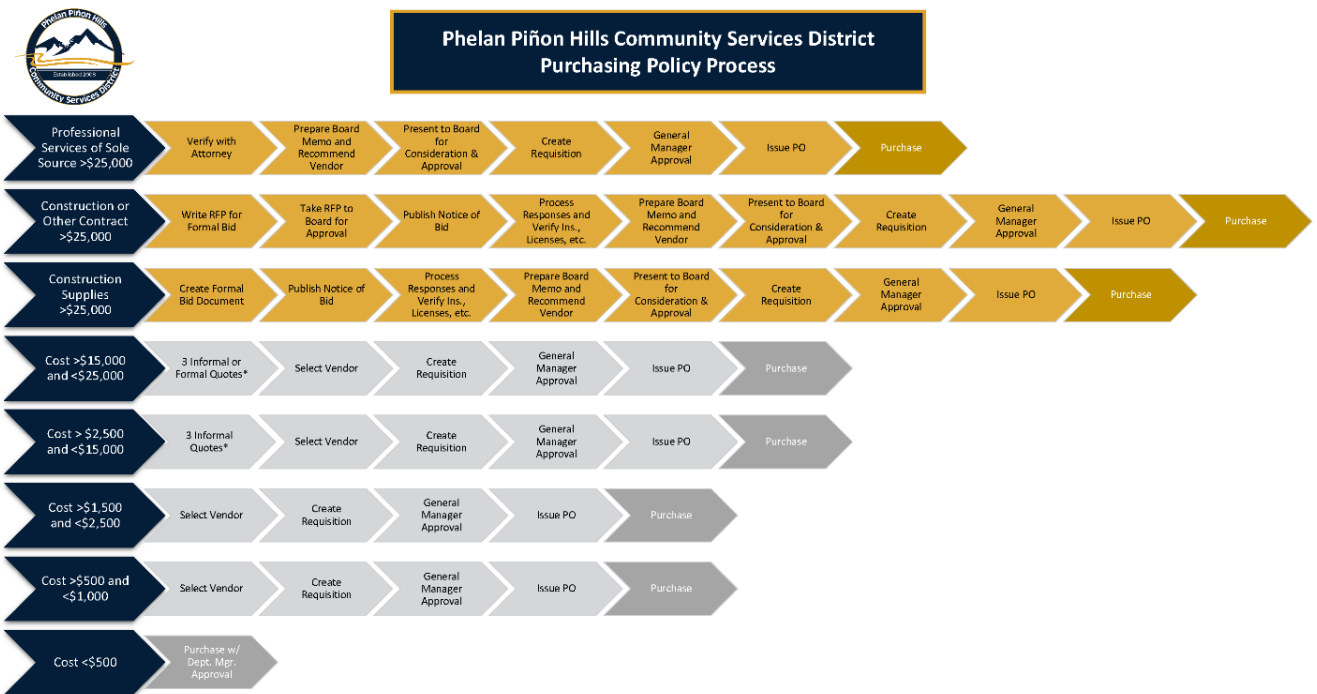 Phelan Piñon Hills
Established 2008
Community Services District
Phelan Piñon Hills Community Services District
Purchasing Policy Process
Professional
Services of Sole
Source >$25,000
Verify with
Attorney
Prepare Board
Memo and
Recommend
Vendor
Present to Board
for
Consideration &
Approval
Create
Requisition
General
Manager
Approval
Issue PO
Purchase
Construction or
Other Contract
>$25,000
Write RFP for
Formal Bid
Take RFP to
Board for
Approval
Publish Notice of
Bid
Process
Responses and
Verify Ins.,
Licenses, etc.
Prepare Board
Memo and
Recommend
Vendor
Present to Board
for
Consideration &
Approval
Create
Requisition
General
Manager
Approval
Issue PO
Purchase
Construction
Supplies
>$25,000
Create Formal
Bid Document
Publish Notice of
Bid
Process
Responses and
Verify Ins.,
Licenses, etc.
Prepare Board
Memo and
Recommend
Vendor
Present to Board
for
Consideration &
Approval
Create
Requisition
General
Manager
Approval
Issue PO
Purchase
Cost >$15,000
and <$25,000
3 Informal or
Formal Quotes*
Select Vendor
Create
Requisition
General
Manager
Approval
Issue PO
Purchase
Cost > $2,500
and <$15,000
3 Informal
Quotes*
Select Vendor
Create
Requisition
General
Manager
Approval
Issue PO
Purchase
Cost >$1,500
and <$2,500
Select Vendor
Create
Requisition
General
Manager
Approval
Issue PO
Purchase
Cost >$500 and
<$1,000
Select Vendor
Create
Requisition
General
Manager
Approval
Issue PO
Purchase
Cost <$500
Purchase w/
Dept. Mgr.
Approval